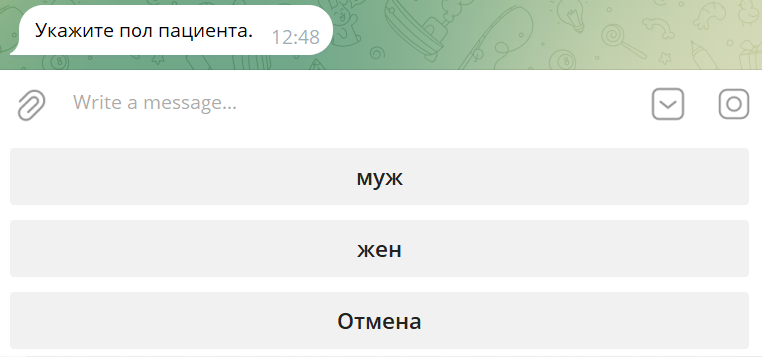 Укажите пол пациента. 12:48
Write a message...
муж
жен
Отмена